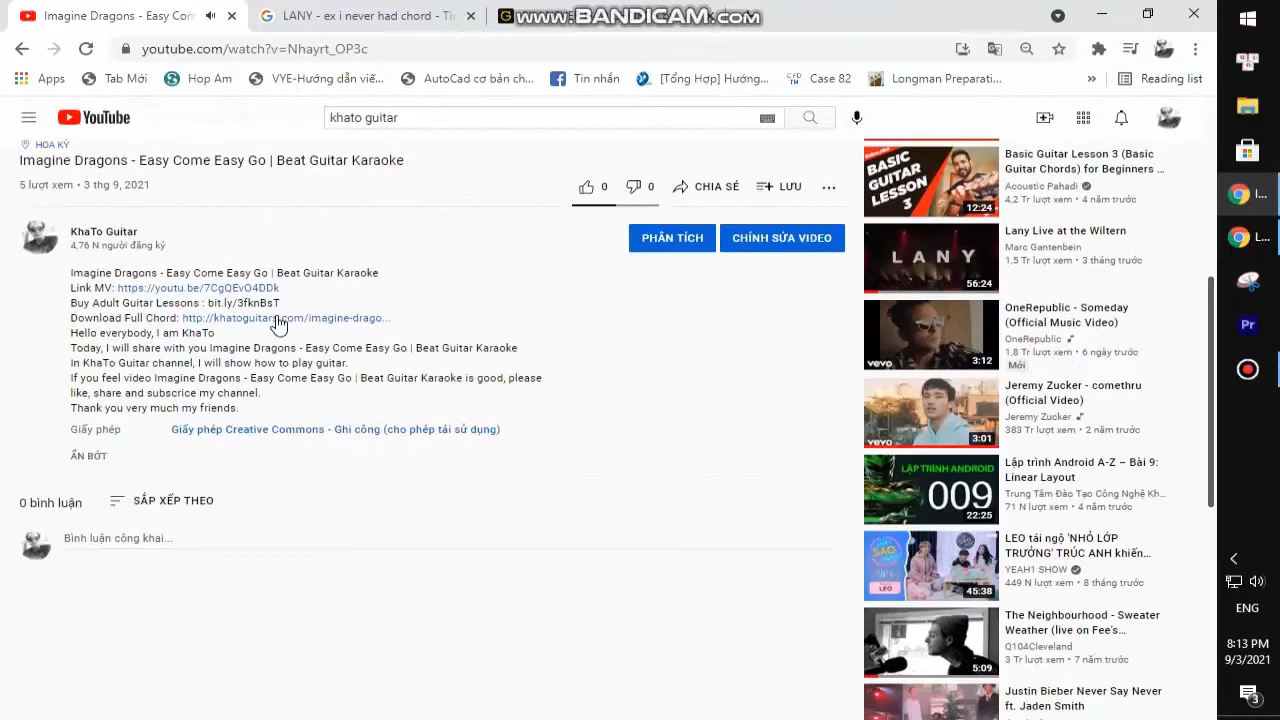 Imagine Dragons - Easy Com
LANY - ex i never had chord - Ti
www.BANDICAM.com
youtube.com/watch?v=Nhayrt_OP3c
Apps
Tab Mới
Hop Am
VYE-Hướng dẫn viế...
AutoCad cơ bản ch...
Tin nhắn
[Tổng Hợp] Hướng...
Case 82
Longman Preparati...
»
Reading list
YouTube
khato guitar
HOA KỲ
Imagine Dragons - Easy Come Easy Go | Beat Guitar Karaoke
5 lượt xem • 3 thg 9, 2021
0
0
CHIA SẺ
LƯU
KhaTo Guitar
4,76 N người đăng ký
PHÂN TÍCH
CHỈNH SỬA VIDEO
Imagine Dragons - Easy Come Easy Go | Beat Guitar Karaoke
Link MV: https://youtu.be/7CgQEvO4DDk
Buy Adult Guitar Lessons : bit.ly/3fknBsT
Download Full Chord: http://khatoguitar.com/imagine-drago...
Hello everybody, I am KhaTo
Today, I will share with you Imagine Dragons - Easy Come Easy Go | Beat Guitar Karaoke
In KhaTo Guitar channel, I will show how to play guitar.
If you feel video Imagine Dragons - Easy Come Easy Go | Beat Guitar Karaoke is good, please
like, share and subscrice my channel.
Thank you very much my friends.
Giấy phép
Giấy phép Creative Commons - Ghi công (cho phép tái sử dụng)
ẨN BỚT
0 bình luận
SẮP XẾP THEO
Bình luận công khai...
BASIC
GUITAR
LESSON
3
12:24
Basic Guitar Lesson 3 (Basic
Guitar Chords) for Beginners ...
Acoustic Pahadi
4,2 Tr lượt xem • 4 năm trước
LANY
56:24
Lany Live at the Wiltern
Marc Gantenbein
1,5 Tr lượt xem • 3 tháng trước
vevo
3:12
OneRepublic - Someday
(Official Music Video)
OneRepublic
1,8 Tr lượt xem • 6 ngày trước
Mới
vevo
3:01
Jeremy Zucker - comethru
(Official Video)
Jeremy Zucker
383 Tr lượt xem • 2 năm trước
LẬP TRÌNH ANDROID
009
22:25
Lập trình Android A-Z – Bài 9:
Linear Layout
Trung Tâm Đào Tạo Công Nghệ Kh...
71 N lượt xem • 4 năm trước
SAO
LEO
45:38
LEO tái ngộ 'NHỎ LỚP
TRƯỞNG' TRÚC ANH khiến...
YEAH1 SHOW
449 N lượt xem • 8 tháng trước
5:09
The Neighbourhood - Sweater
Weather (live on Fee's...
Q104Cleveland
3 Tr lượt xem • 7 năm trước
Justin Bieber Never Say Never
ft. Jaden Smith
I...
L...
Pr
ENG
8:13 PM
9/3/2021
3